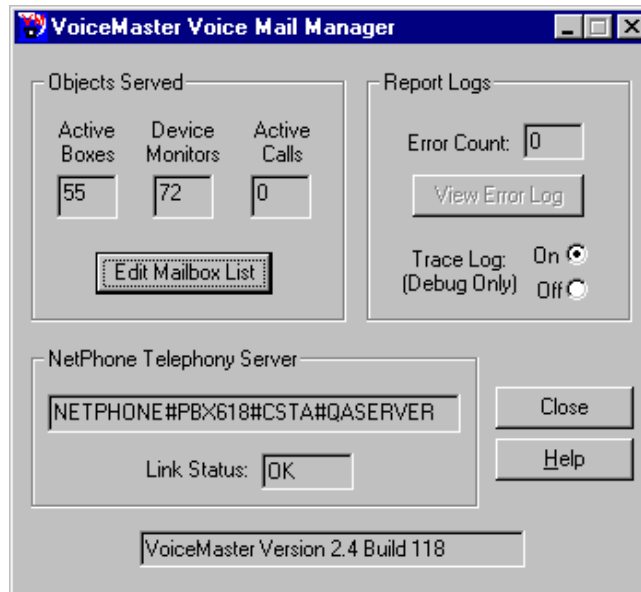 VoiceMaster Voice Mail Manager
Objects Served
Active Boxes
Device Monitors
Active Calls
55
72
0
Edit Mailbox List
Report Logs
Error Count: 0
View Error Log
Trace Log:
(Debug Only)
On
Off
NetPhone Telephony Server
NETPHONE#PBX618#CSTA#QASERVER
Link Status: OK
Close
Help
VoiceMaster Version 2.4 Build 118